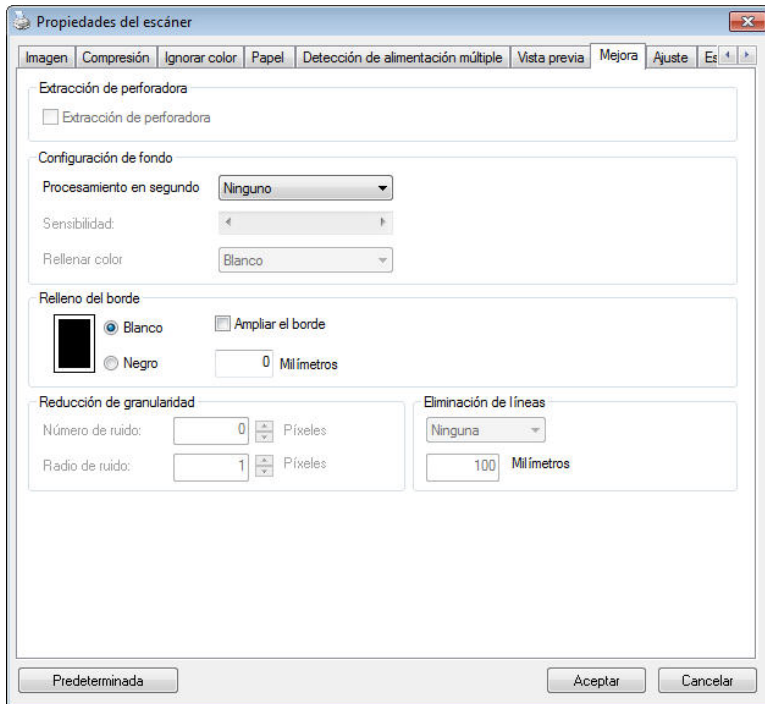 Propiedades del escáner
Imagen Compresión Ignorar color Papel Detección de alimentación múltiple Vista previa Mejora Ajuste Es
Extracción de perforadora
Extracción de perforadora
Configuración de fondo
Procesamiento en segundo Ninguno
Sensibilidad:
Rellenar color Blanco
Relleno del borde
Blanco Ampliar el borde
Negro 0 Milímetros
Reducción de granularidad Eliminación de líneas
Número de ruido: 0 Píxeles Ninguna
Radio de ruido: 1 Píxeles 100 Milímetros
Predeterminada Aceptar Cancelar